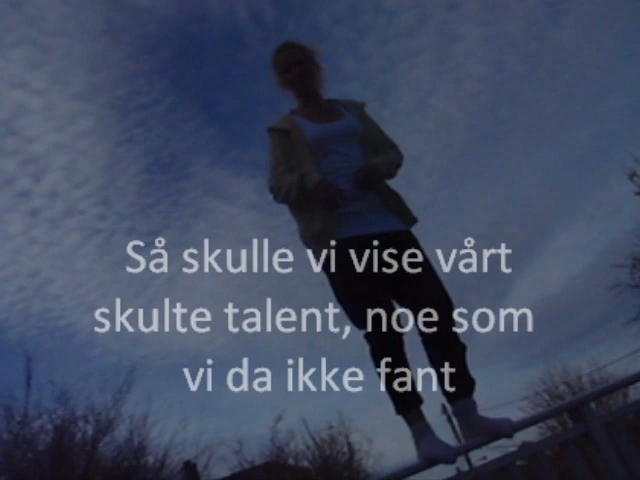 Så skulle vi vise vårt
skulte talent, noe som
vi da ikke fant